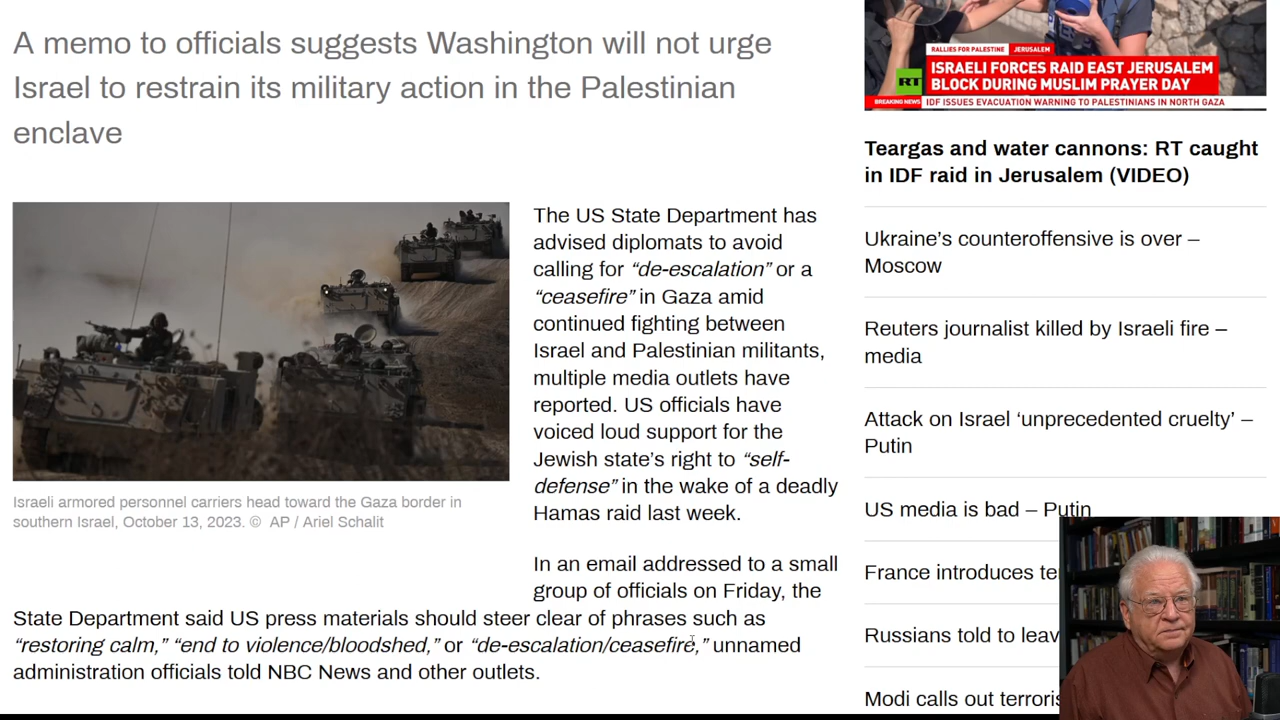 A memo to officials suggests Washington will not urge
Israel to restrain its military action in the Palestinian
enclave
Israeli armored personnel carriers head toward the Gaza border in
southern Israel, October 13, 2023. © AP / Ariel Schalit
The US State Department has
advised diplomats to avoid
calling for “de-escalation” or a
“ceasefire” in Gaza amid
continued fighting between
Israel and Palestinian militants,
multiple media outlets have
reported. US officials have
voiced loud support for the
Jewish state’s right to “self-
defense” in the wake of a deadly
Hamas raid last week.
In an email addressed to a small
group of officials on Friday, the
State Department said US press materials should steer clear of phrases such as
“restoring calm,” “end to violence/bloodshed,” or “de-escalation/ceasefire,” unnamed
administration officials told NBC News and other outlets.
RALLIES FOR PALESTINE JERUSALEM
RT
ISRAELI FORCES RAID EAST JERUSALEM
BLOCK DURING MUSLIM PRAYER DAY
BREAKING NEWS IDF ISSUES EVACUATION WARNING TO PALESTINIANS IN NORTH GAZA
Teargas and water cannons: RT caught
in IDF raid in Jerusalem (VIDEO)
Ukraine’s counteroffensive is over –
Moscow
Reuters journalist killed by Israeli fire –
media
Attack on Israel ‘unprecedented cruelty’ –
Putin
US media is bad – Putin
France introduces
Russians told to
Modi calls out